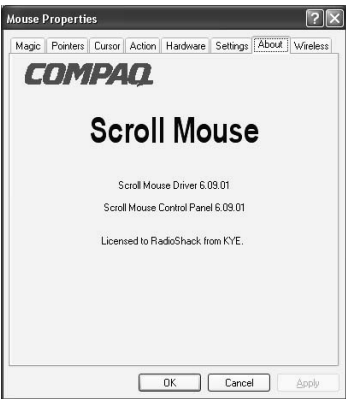 Mouse Properties
Magic Pointers Cursor Action Hardware Settings About Wireless
COMPAQ
Scroll Mouse
Scroll Mouse Driver 6.09.01
Scroll Mouse Control Panel 6.09.01
Licensed to RadioShack from KYE.
OK Cancel Apply